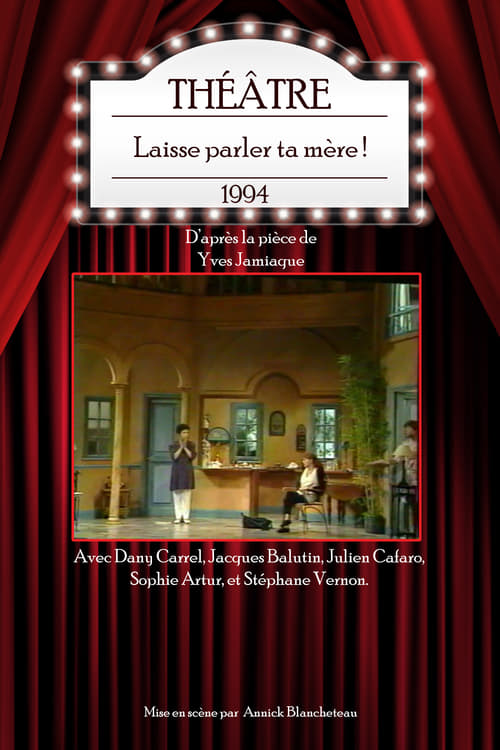 THÉÂTRE
Laisse parler ta mère !
1994
D'après la pièce de
Yves Jamiaque
Avec Dany Carrel, Jacques Balutin, Julien Cafaro,
Sophie Artur, et Stéphane Vernon.
Mise en scène par Annick Blancheteau